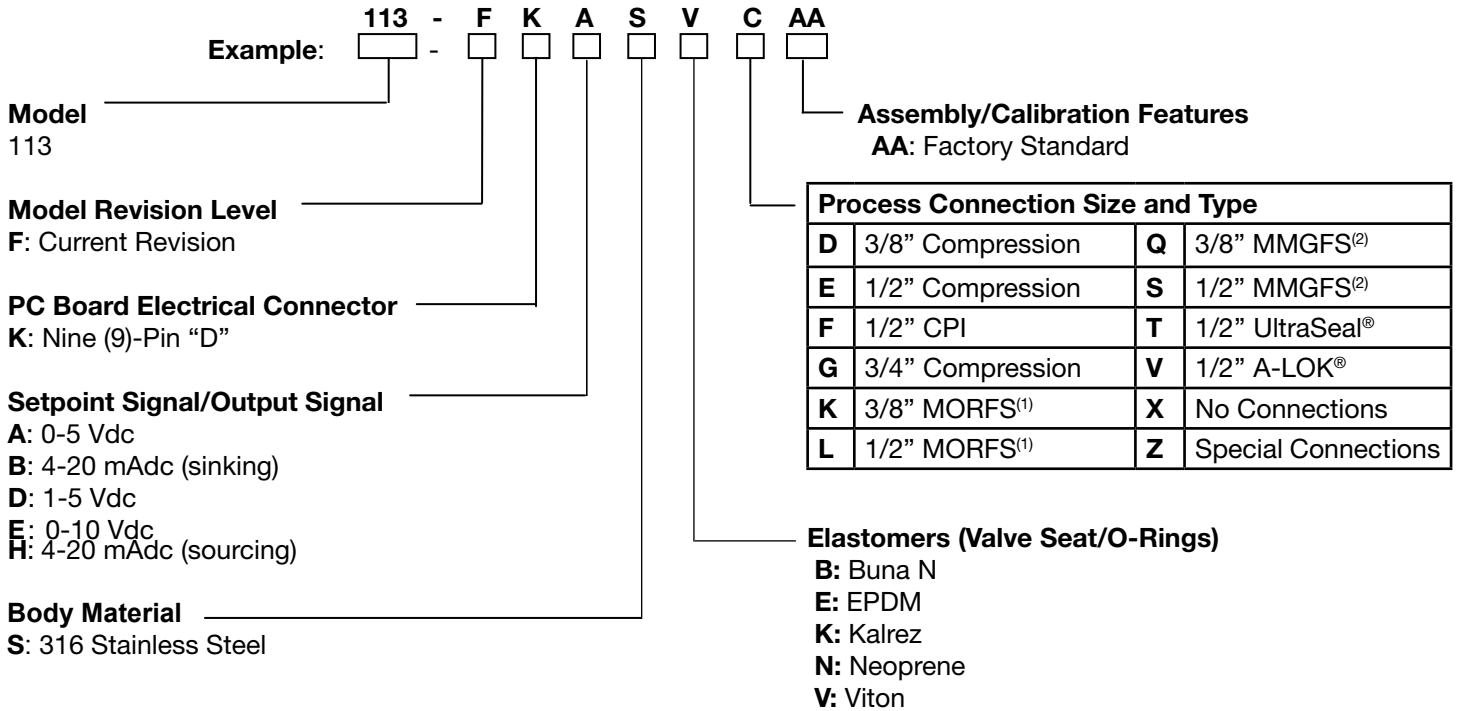 113 - F K A S V C AA
Example: -
Model
113
Model Revision Level
F: Current Revision
PC Board Electrical Connector
K: Nine (9)-Pin “D”
Setpoint Signal/Output Signal
A: 0-5 Vdc
B: 4-20 mAdc (sinking)
D: 1-5 Vdc
E: 0-10 Vdc
H: 4-20 mAdc (sourcing)
Body Material
S: 316 Stainless Steel
Assembly/Calibration Features
AA: Factory Standard
Process Connection Size and Type
D 3/8” Compression Q 3/8” MMGFS(2)
E 1/2” Compression S 1/2” MMGFS(2)
F 1/2” CPI T 1/2” UltraSeal®
G 3/4” Compression V 1/2” A-LOK®
K 3/8” MORFS(1) X No Connections
L 1/2” MORFS(1) Z Special Connections
Elastomers (Valve Seat/O-Rings)
B: Buna N
E: EPDM
K: Kalrez
N: Neoprene
V: Viton